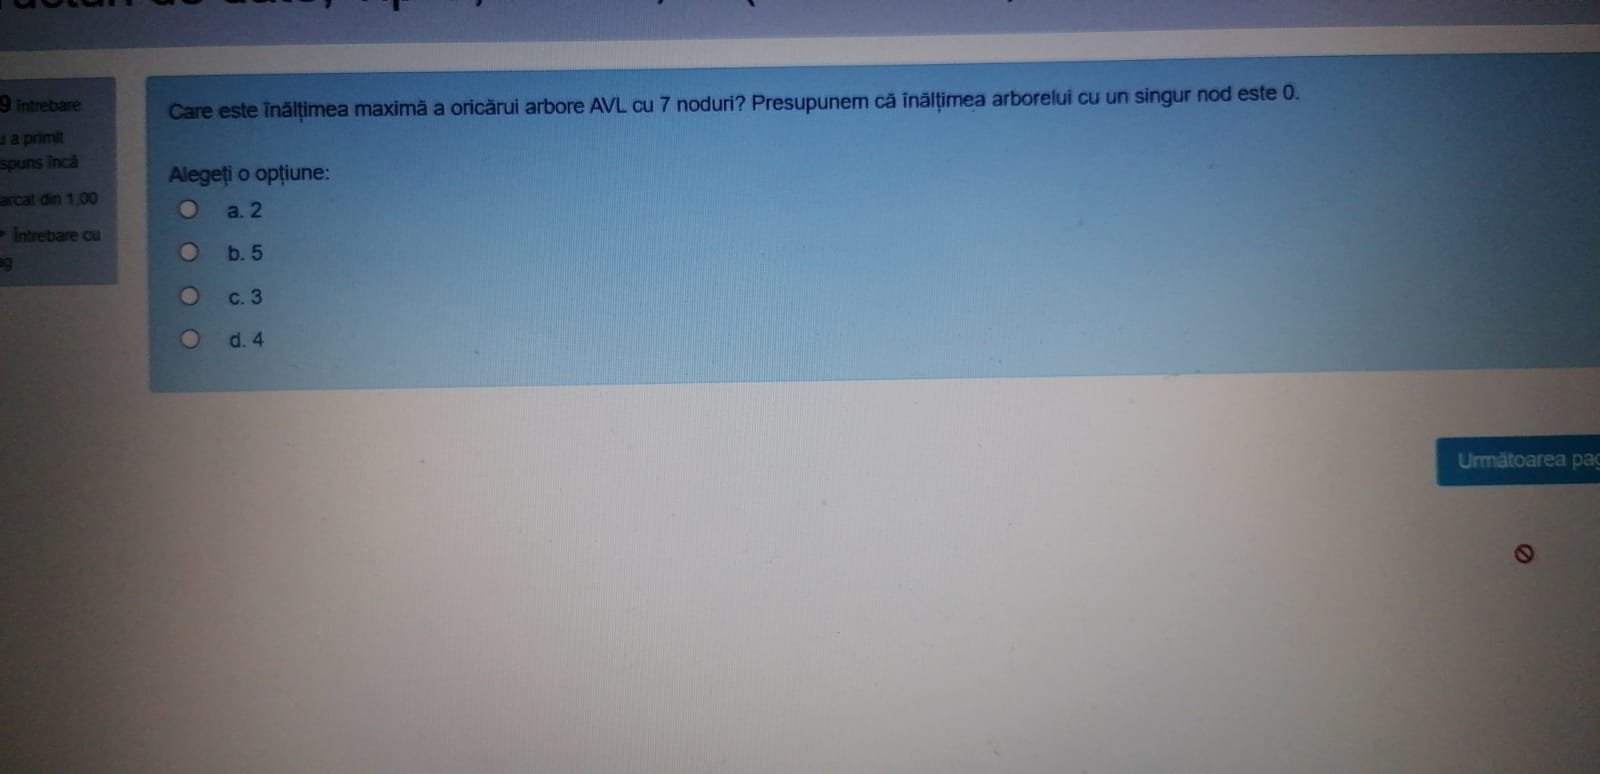 9 întrebare
a primit
spuns încă
arcat din 1,00
Întrebare cu
Care este înălțimea maximă a oricărui arbore AVL cu 7 noduri? Presupunem că înălțimea arborelui cu un singur nod este 0.
Alegeți o opțiune:
a. 2
b. 5
c. 3
d. 4
Următoarea pag